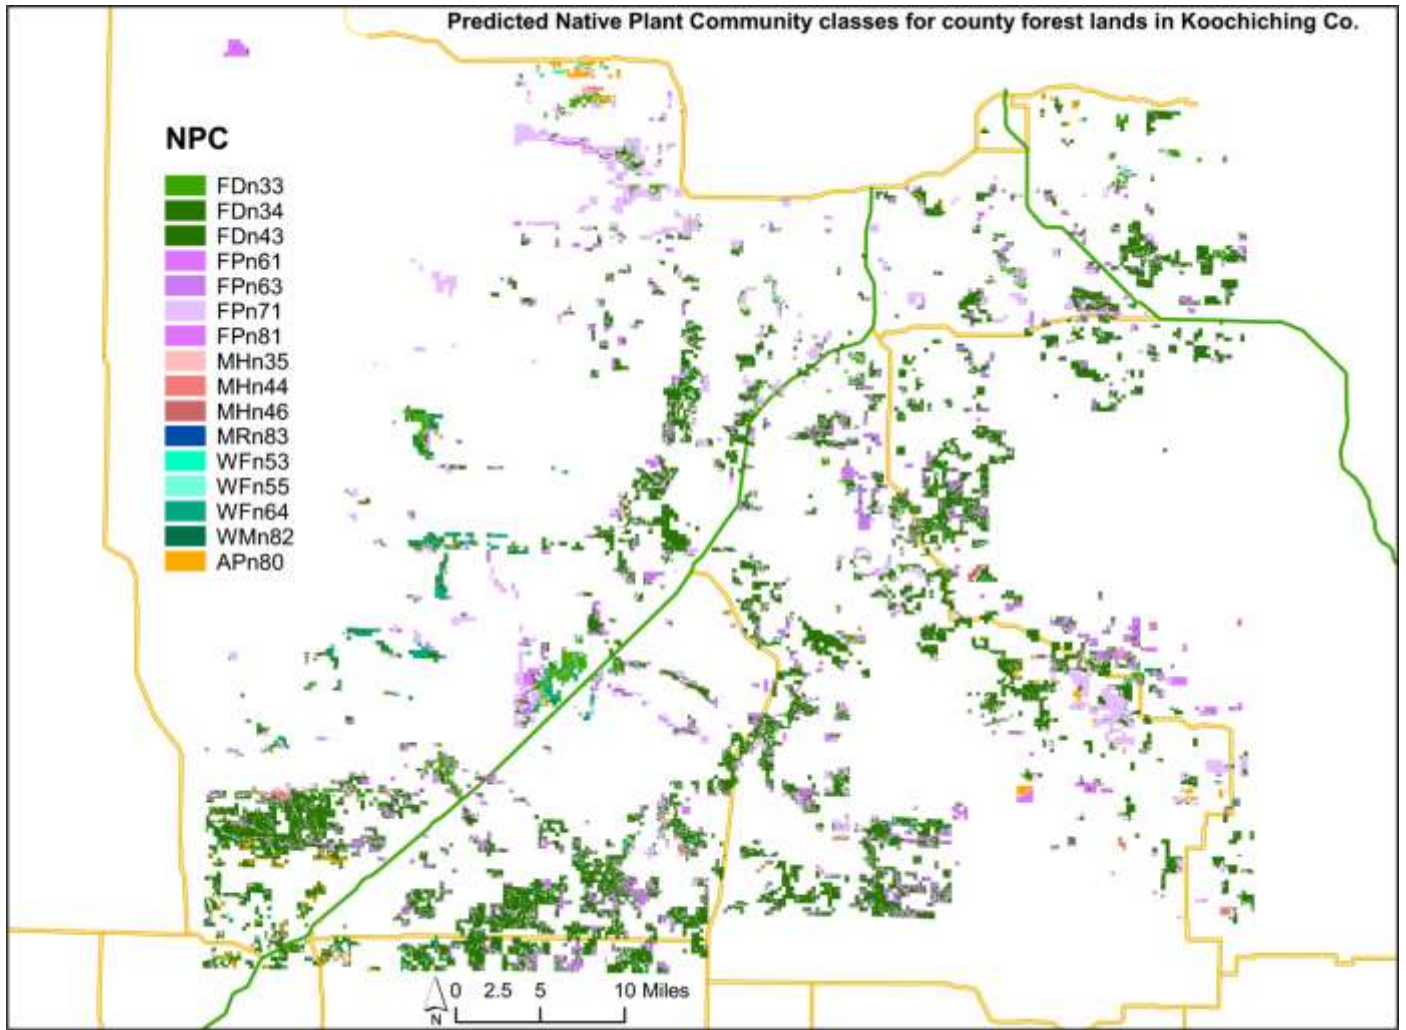 Predicted Native Plant Community classes for county forest lands in Koochiching Co.
NPC
FDn33
FDn34
FDn43
FPn61
FPn63
FPn71
FPn81
MHn35
MHn44
MHn46
MRn83
WFn53
WFn55
WFn64
WMn82
APn80
0 2.5 5 10 Miles
N